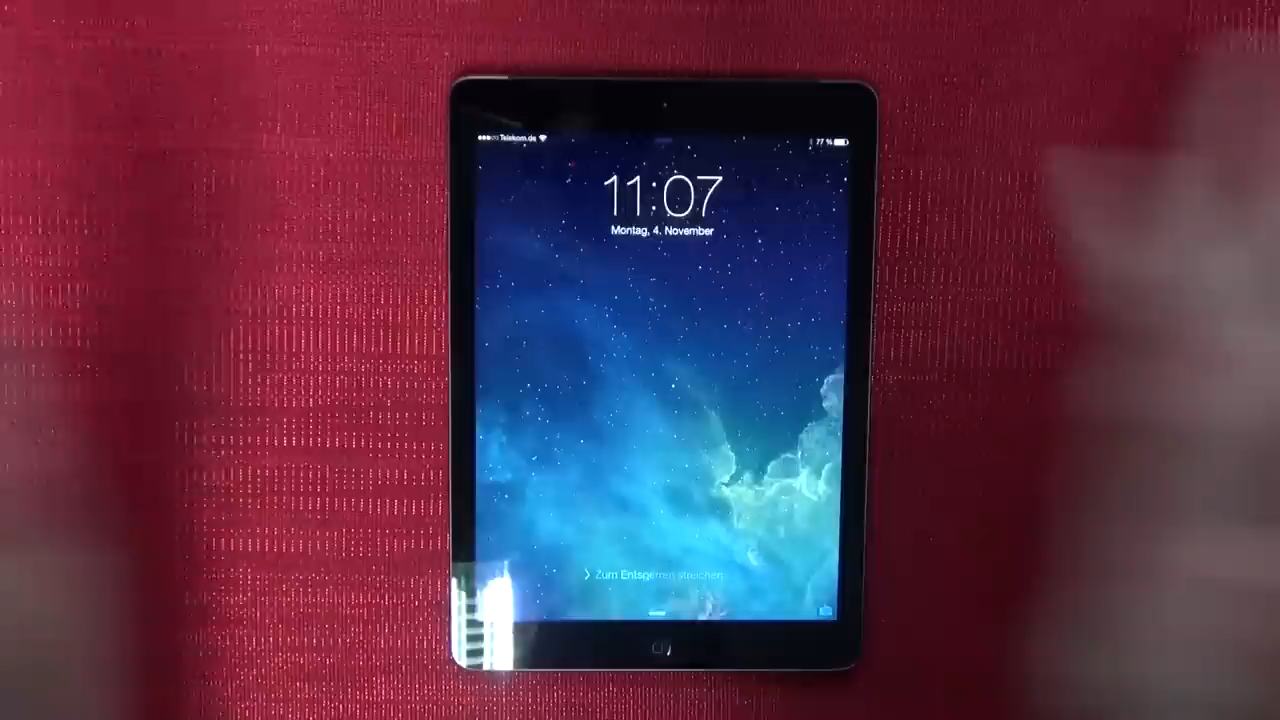 Telekom.de
77 %
11:07
Montag, 4. November
Zum Entsperren streichen